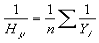 1/H_y = 1/n ∑ 1/Y_i